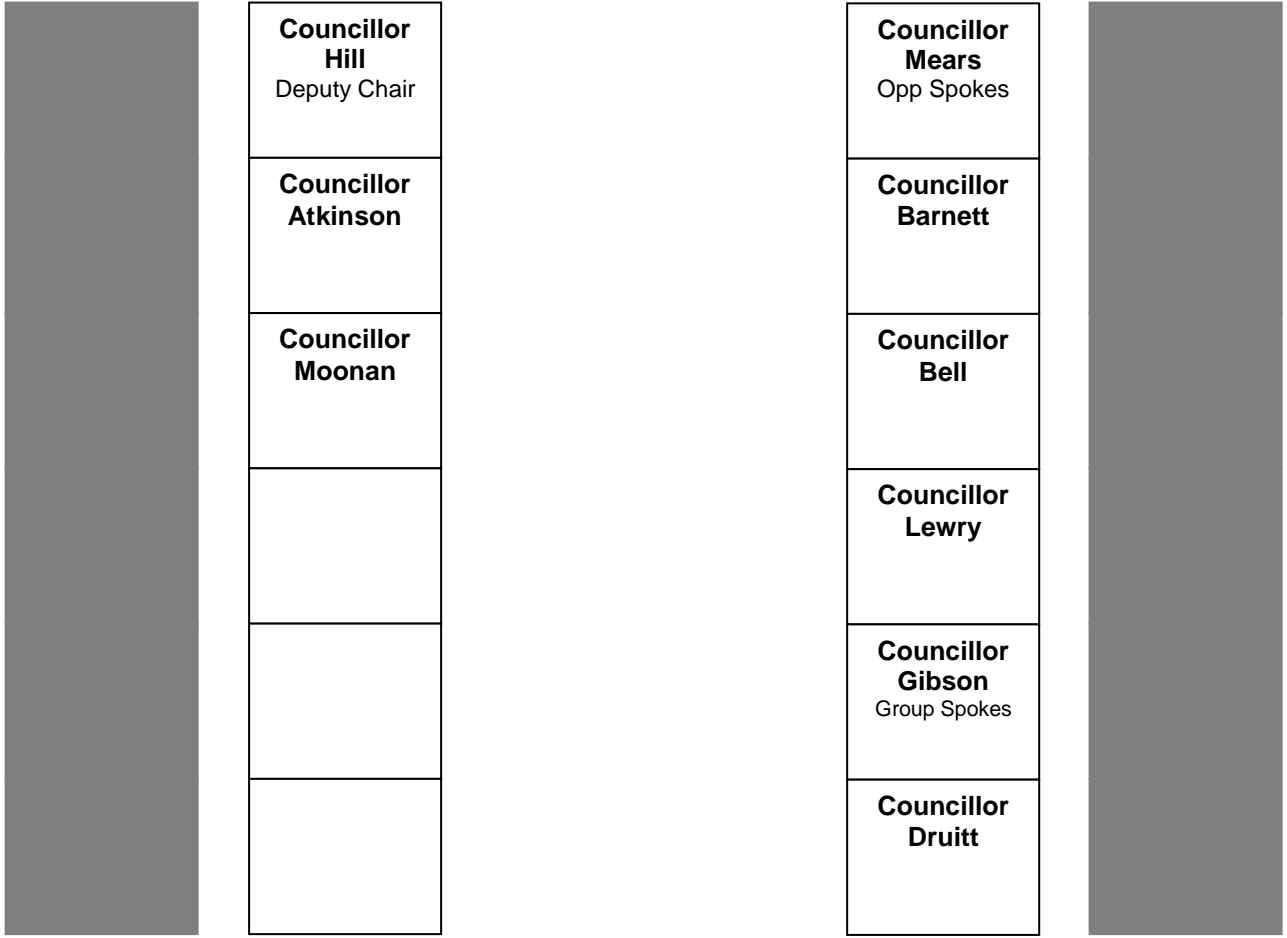 Councillor
Hill
Deputy Chair
Councillor
Atkinson
Councillor
Moonan
Councillor
Mears
Opp Spokes
Councillor
Barnett
Councillor
Bell
Councillor
Lewry
Councillor
Gibson
Group Spokes
Councillor
Druitt